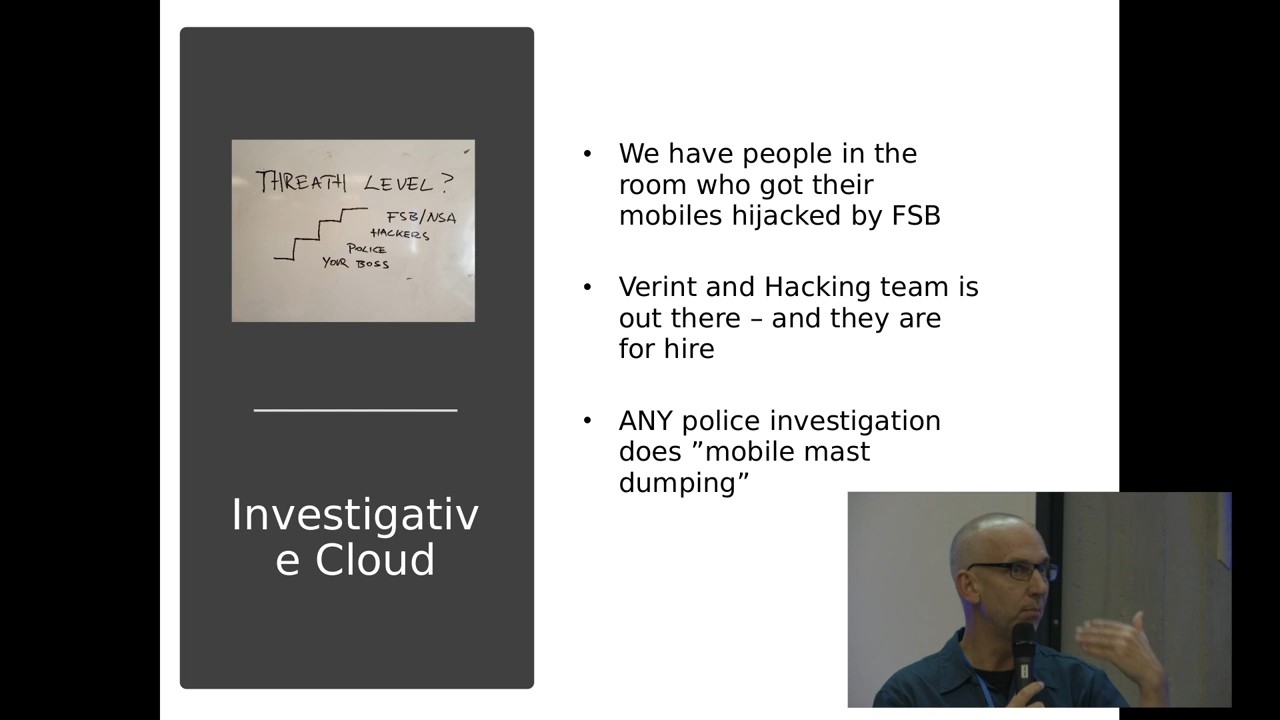 THREATH LEVEL?
FSB/NSA
HACKERS
POLICE
YOUR BOSS
Investigativ
e Cloud
• We have people in the
room who got their
mobiles hijacked by FSB
• Verint and Hacking team is
out there – and they are
for hire
• ANY police investigation
does ”mobile mast
dumping”